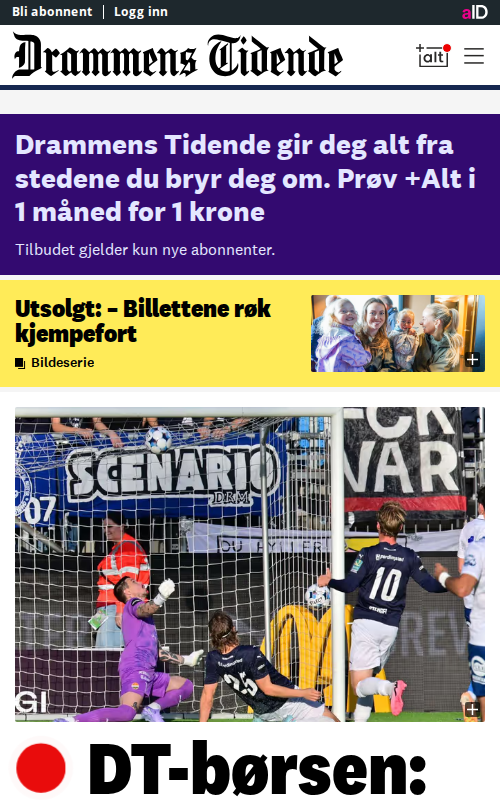 Bli abonnent
Logg inn
aID
Drammens Tidende
+alt
Drammens Tidende gir deg alt fra
stedene du bryr deg om. Prøv +Alt i
1 måned for 1 krone
Tilbudet gjelder kun nye abonnenter.
Utsolgt: – Billettene røk
kjempefort
Bildeserie
SCENARIO
DRM
07
VAR
10
25
GI
DT-børsen: